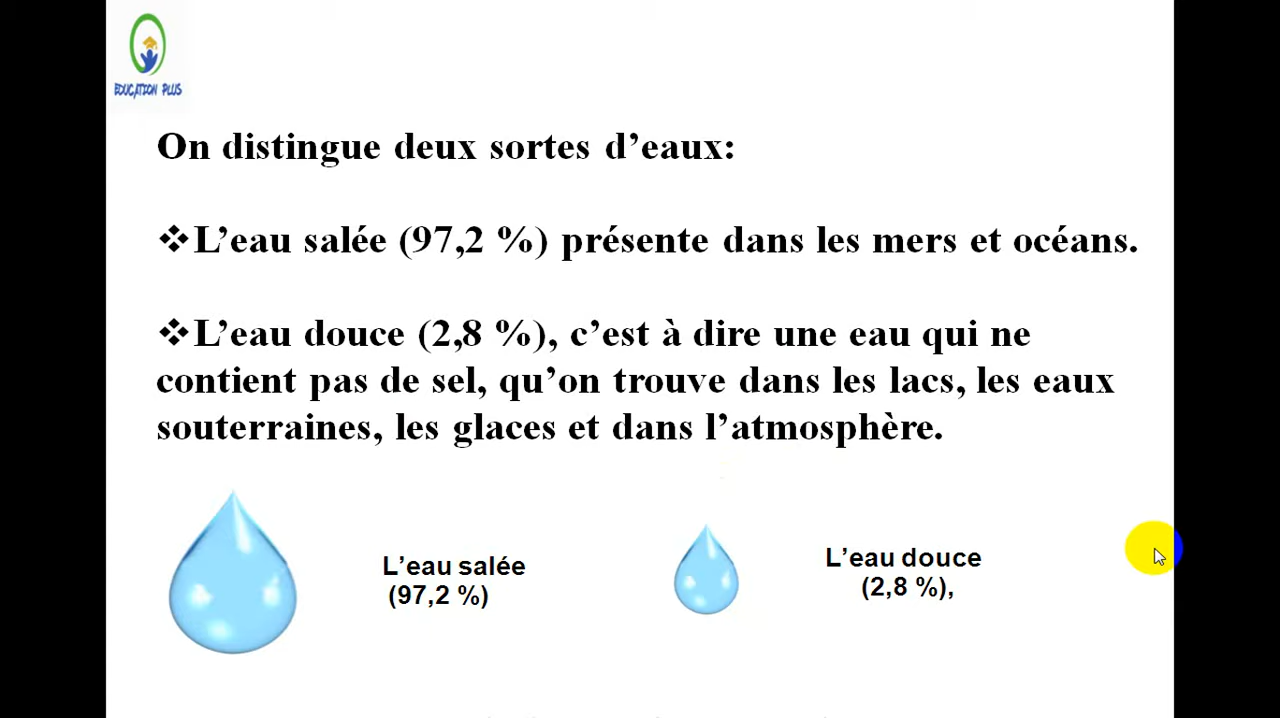 EDUCATION PLUS
On distingue deux sortes d’eaux:
❖L’eau salée (97,2 %) présente dans les mers et océans.
❖L’eau douce (2,8 %), c’est à dire une eau qui ne
contient pas de sel, qu’on trouve dans les lacs, les eaux
souterraines, les glaces et dans l’atmosphère.
L’eau salée
(97,2 %)
L’eau douce
(2,8 %),